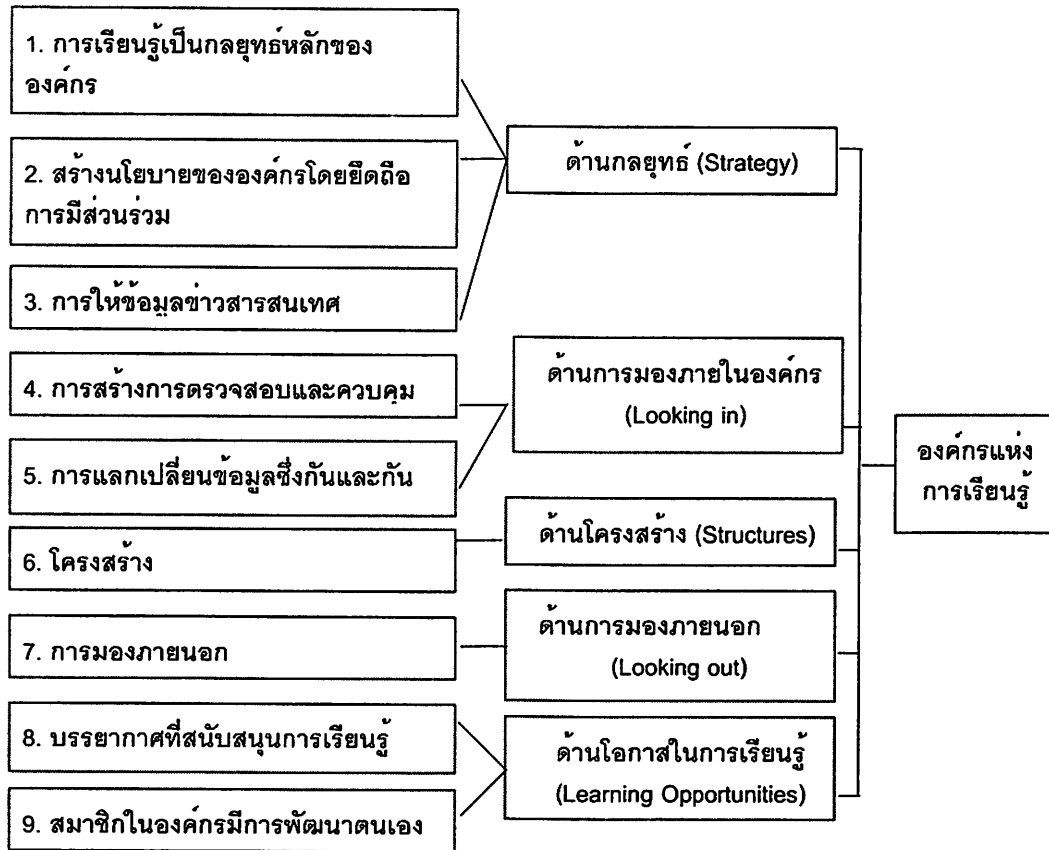 1. การเรียนรู้เป็นกลยุทธ์หลักของ
องค์กร
2. สร้างนโยบายขององค์กรโดยยึดถือ
การมีส่วนร่วม
3. การให้ข้อมูลข่าวสารสนเทศ
4. การสร้างการตรวจสอบและควบคุม
5. การแลกเปลี่ยนข้อมูลซึ่งกันและกัน
6. โครงสร้าง
7. การมองภายนอก
8. บรรยากาศที่สนับสนุนการเรียนรู้
9. สมาชิกในองค์กรมีการพัฒนาตนเอง
ด้านกลยุทธ์ (Strategy)
ด้านการมองภายในองค์กร
(Looking in)
ด้านโครงสร้าง (Structures)
ด้านการมองภายนอก
(Looking out)
ด้านโอกาสในการเรียนรู้
(Learning Opportunities)
องค์กรแห่ง
การเรียนรู้